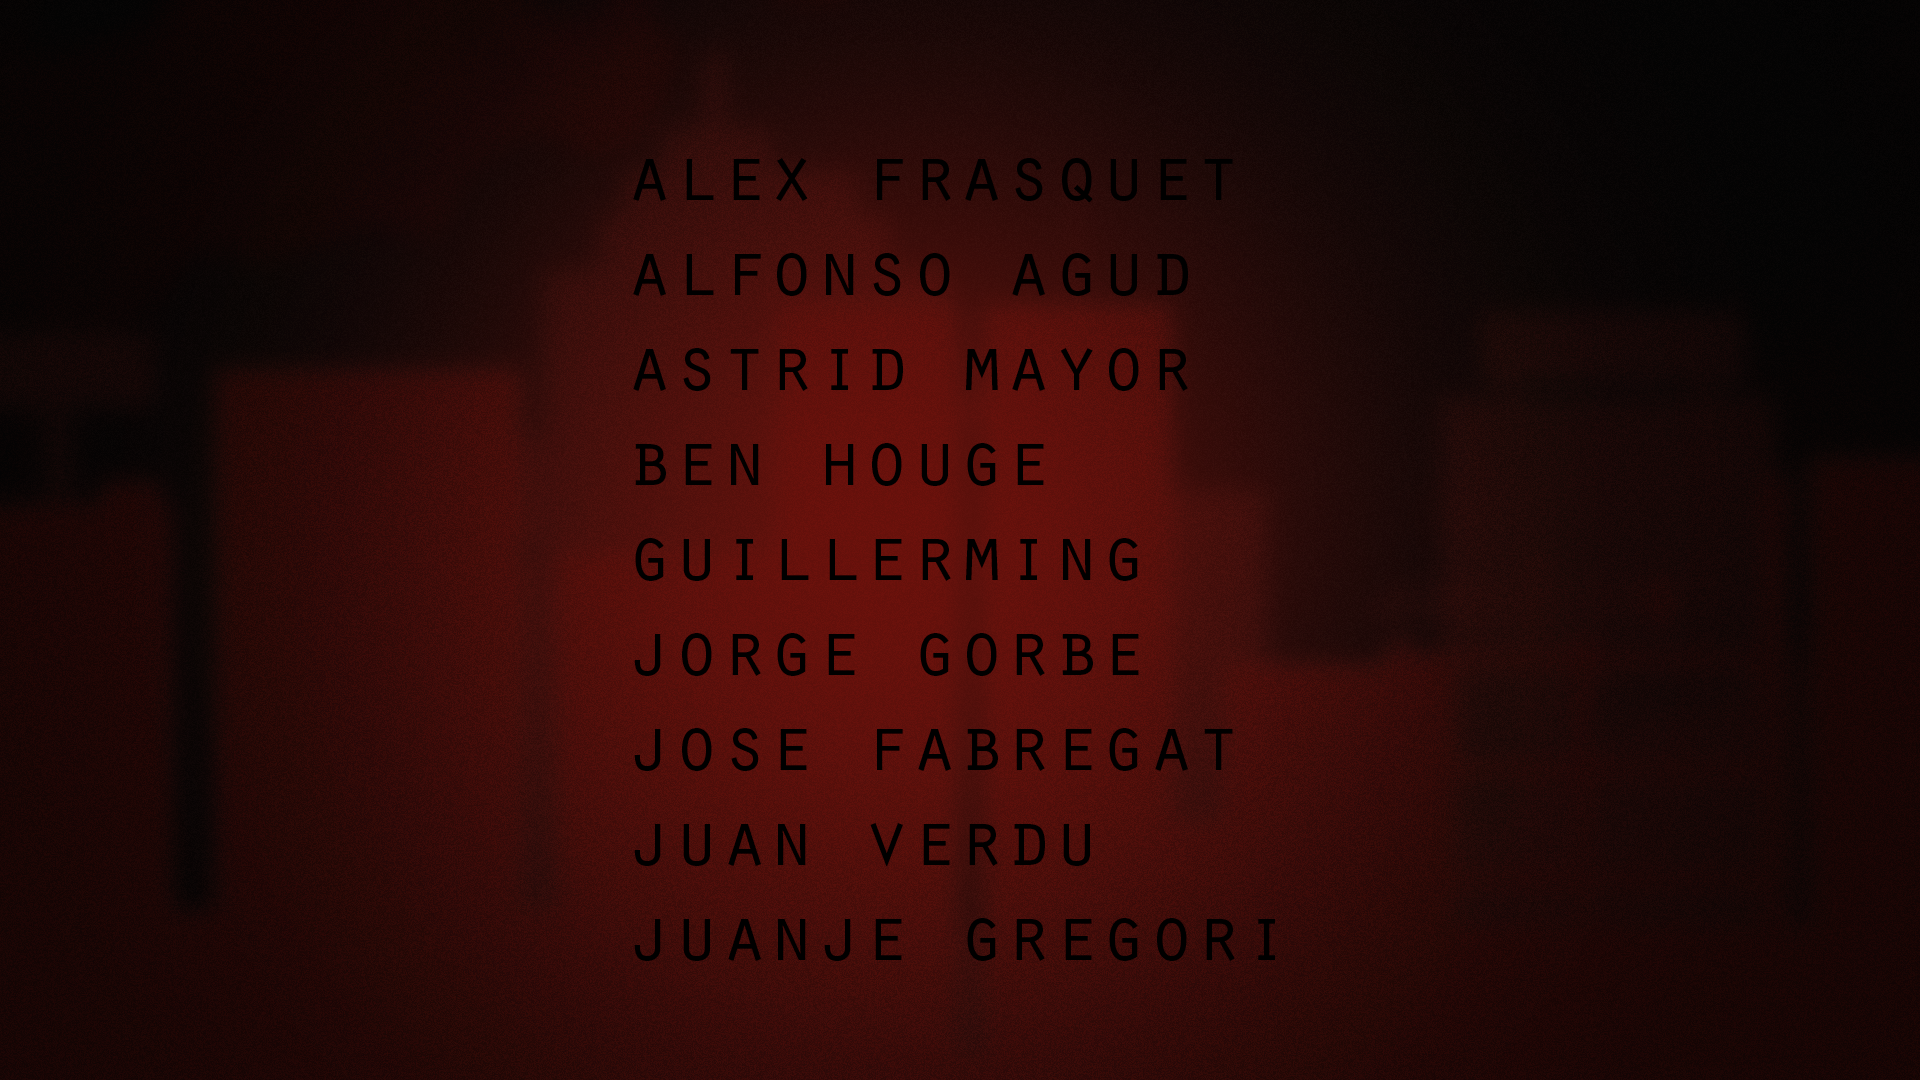 ALEX FRASQUET
ALFONSO AGUD
ASTRID MAYOR
BEN HOUGE
GUILLERMING
JORGE GORBE
JOSE FABREGAT
JUAN VERDU
JUANJE GREGORI